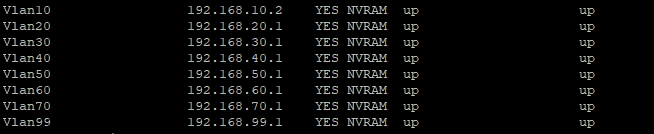 Vlan10 192.168.10.2 YES NVRAM up up
Vlan20 192.168.20.1 YES NVRAM up up
Vlan30 192.168.30.1 YES NVRAM up up
Vlan40 192.168.40.1 YES NVRAM up up
Vlan50 192.168.50.1 YES NVRAM up up
Vlan60 192.168.60.1 YES NVRAM up up
Vlan70 192.168.70.1 YES NVRAM up up
Vlan99 192.168.99.1 YES NVRAM up up